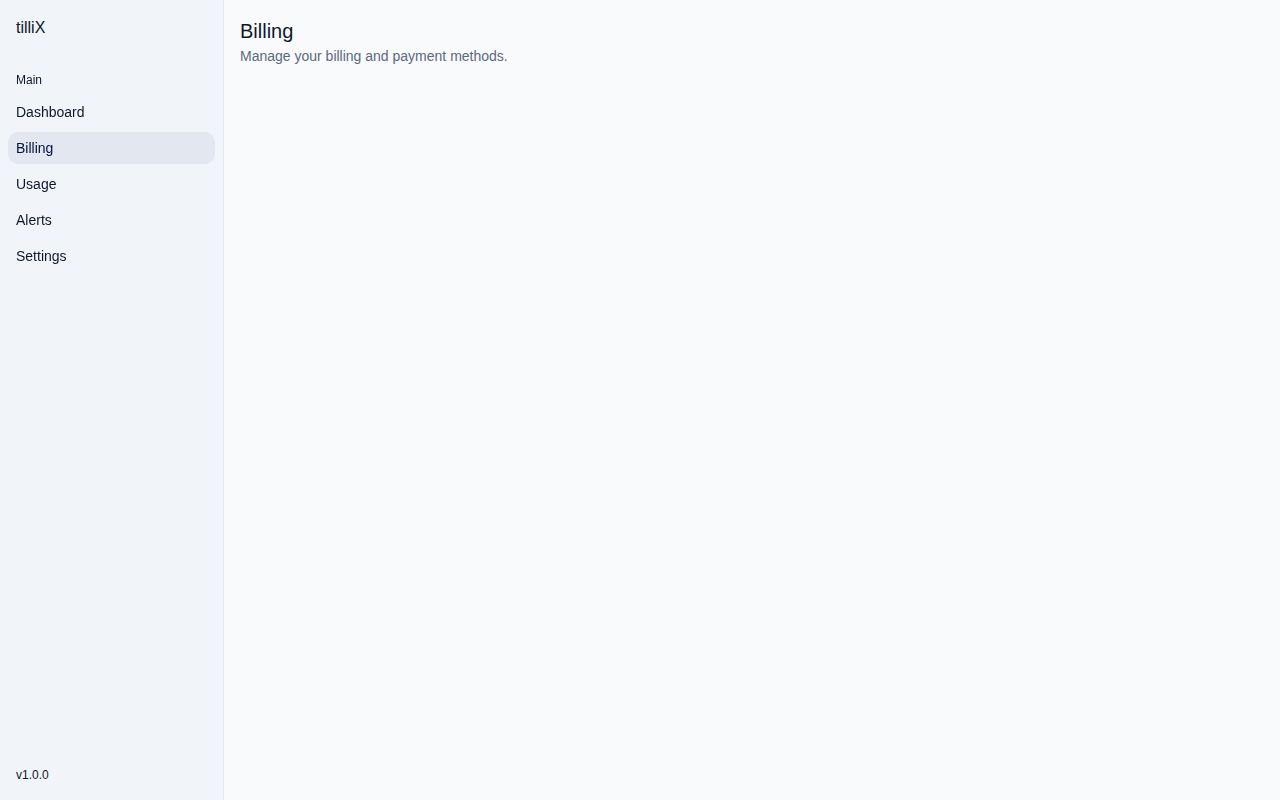 tilliX
Main
Dashboard
Billing
Usage
Alerts
Settings
v1.0.0
Billing
Manage your billing and payment methods.